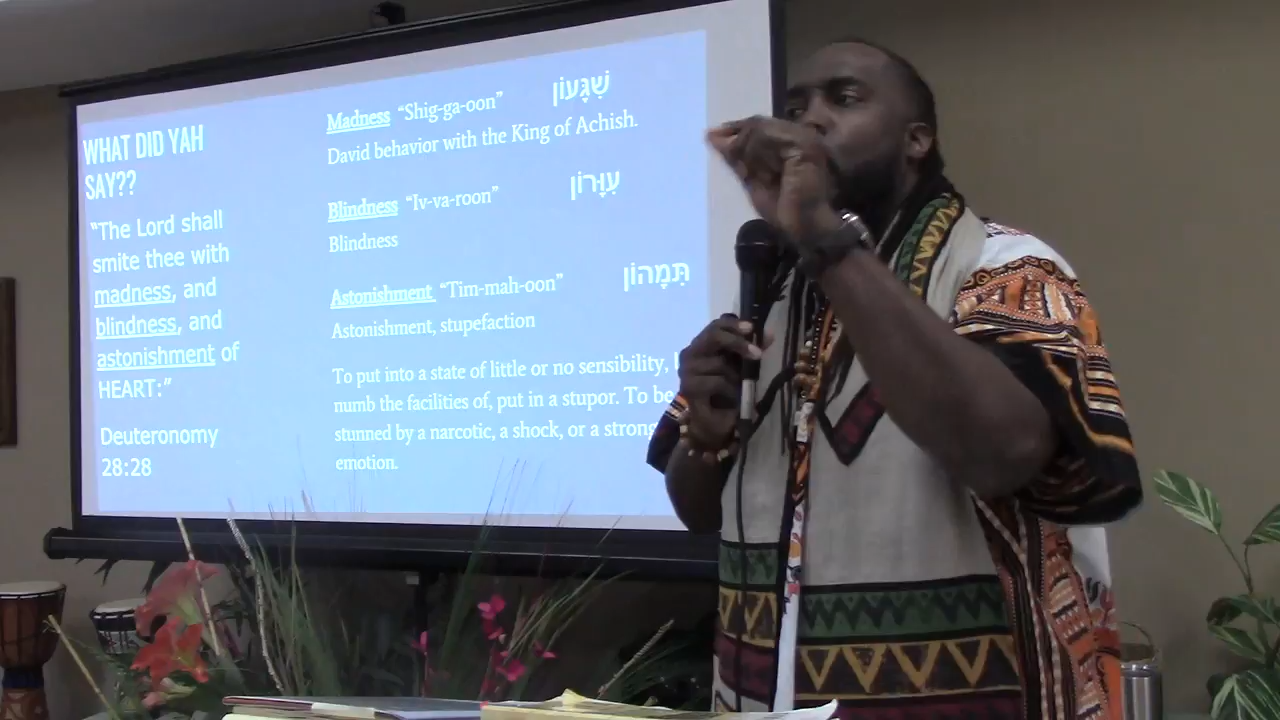 WHAT DID YAH
SAY??
“The Lord shall
smite thee with
madness, and
blindness, and
astonishment of
HEART:”
Deuteronomy
28:28
Madness “Shig-ga-oon” שִׁגָּעוֹן
David behavior with the King of Achish.
Blindness “Iv-va-roon” עִוָּרוֹן
Blindness
Astonishment “Tim-mah-oon” תִּמָּהוֹן
Astonishment, stupefaction
To put into a state of little or no sensibility,
numb the facilities of, put in a stupor. To be
stunned by a narcotic, a shock, or a strong
emotion.